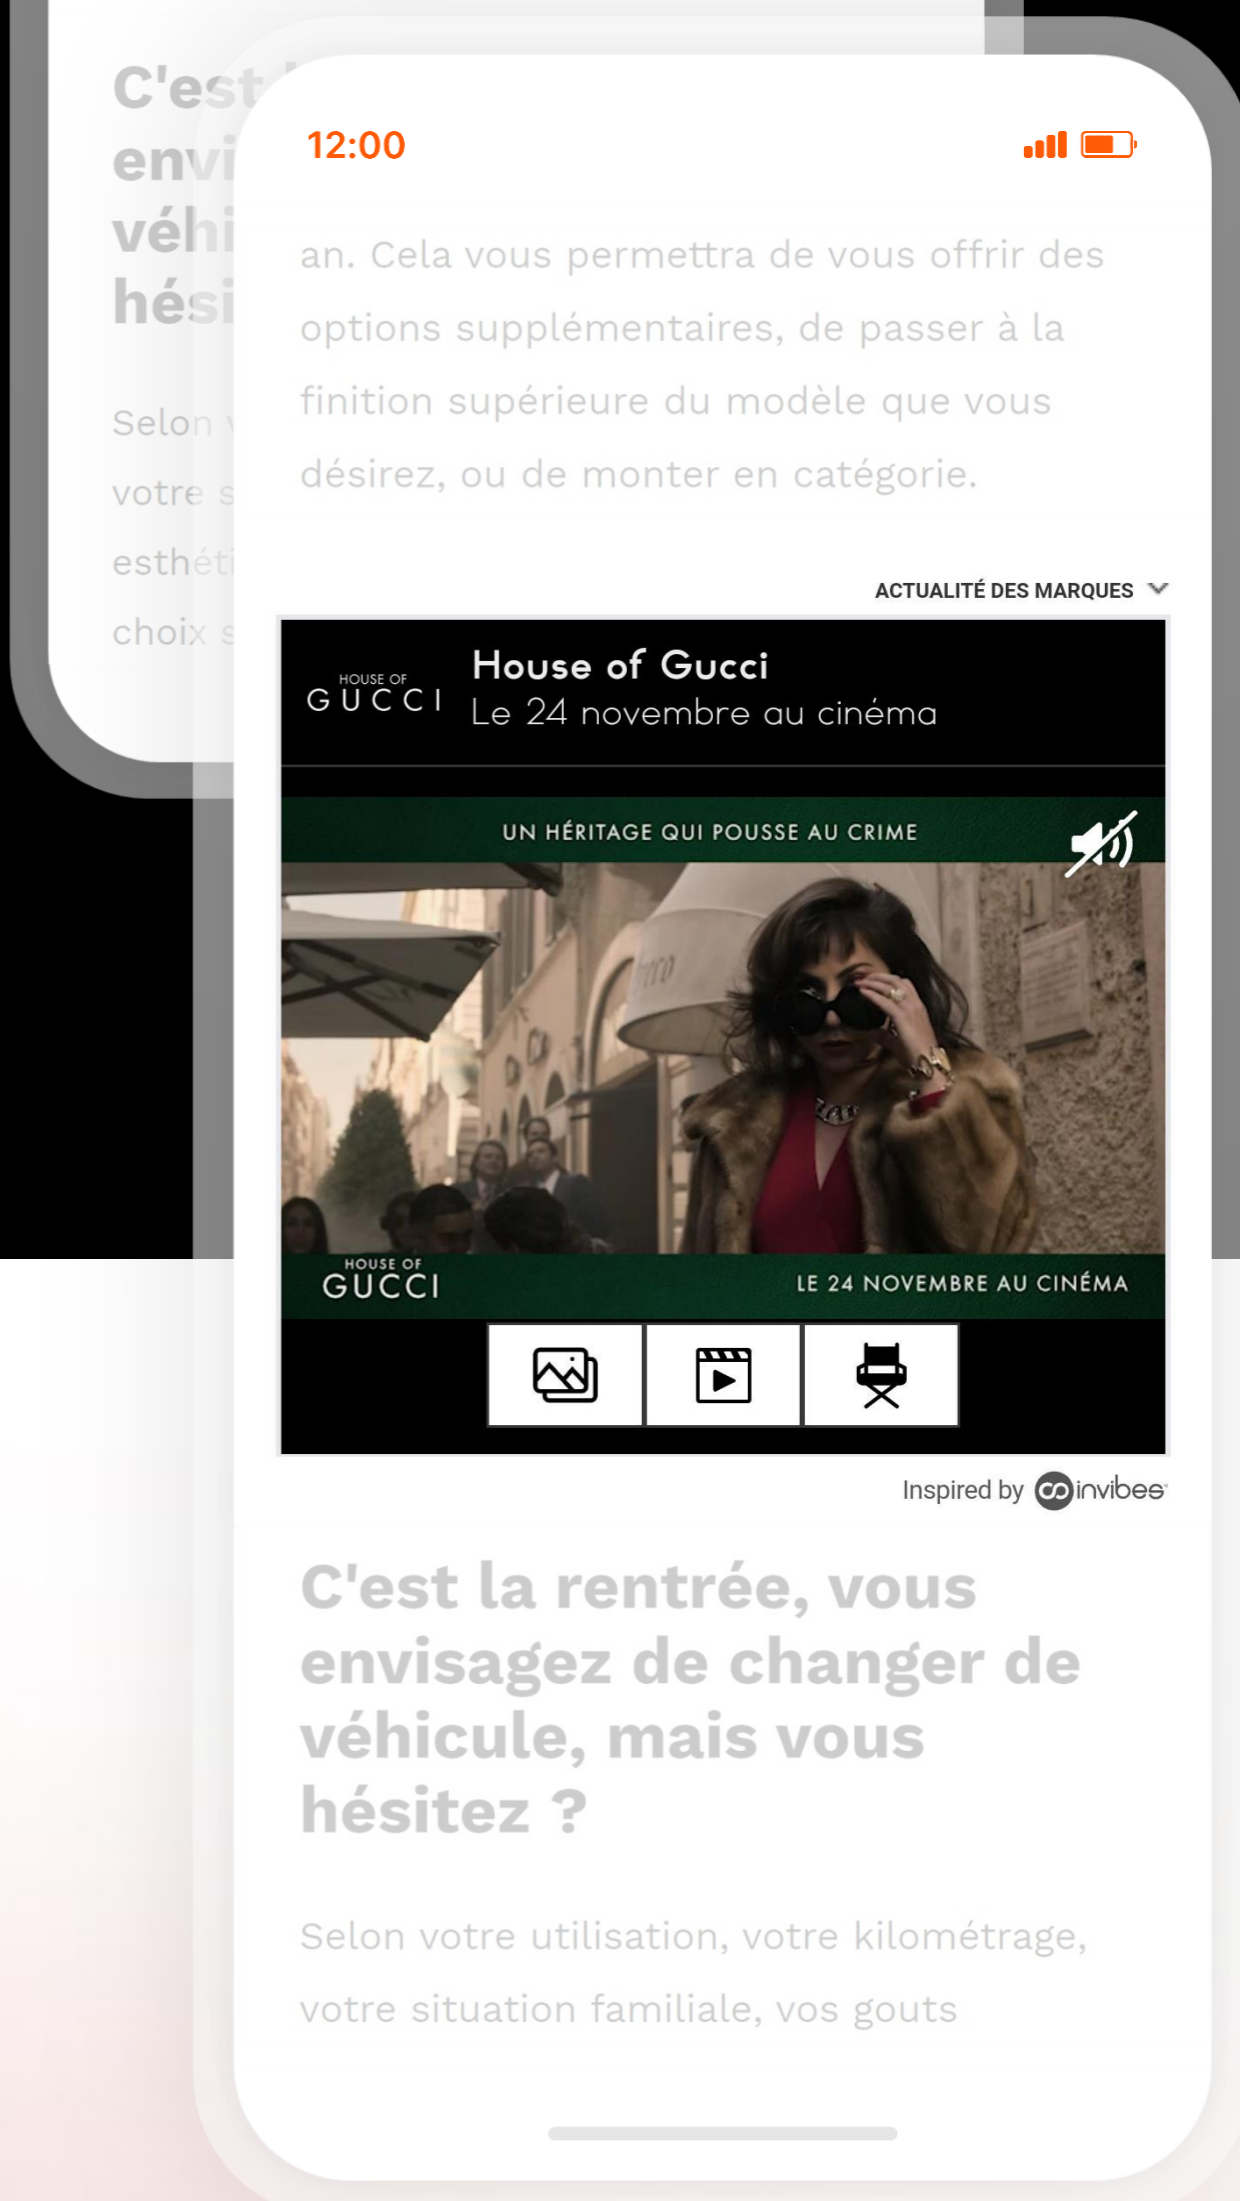 C'est
envi
véhi
hési
Selon
votre s
esthéti
choix s
12:00
an. Cela vous permettra de vous offrir des
options supplémentaires, de passer à la
finition supérieure du modèle que vous
désirez, ou de monter en catégorie.
ACTUALITÉ DES MARQUES
HOUSE OF
GUCCI
House of Gucci
Le 24 novembre au cinéma
UN HÉRITAGE QUI POUSSE AU CRIME
HOUSE OF
GUCCI
LE 24 NOVEMBRE AU CINÉMA
Inspired by invibes
C'est la rentrée, vous
envisagez de changer de
véhicule, mais vous
hésitez ?
Selon votre utilisation, votre kilométrage,
votre situation familiale, vos gouts